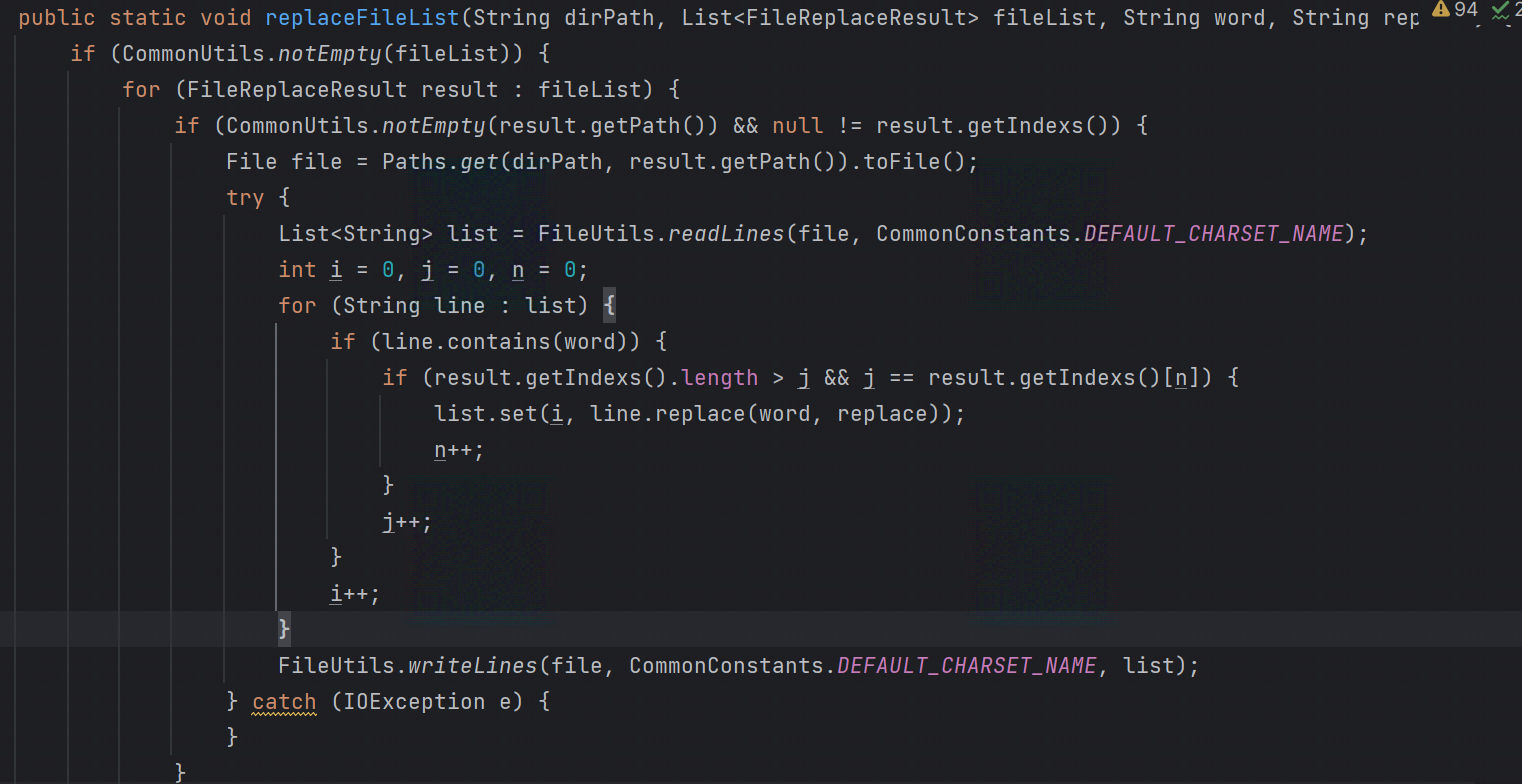 public static void replaceFileList(String dirPath, List<FileReplaceResult> fileList, String word, String rep 94 2
if (CommonUtils.notEmpty(fileList)) {
for (FileReplaceResult result : fileList) {
if (CommonUtils.notEmpty(result.getPath()) && null != result.getIndexs()) {
File file = Paths.get(dirPath, result.getPath()).toFile();
try {
List<String> list = FileUtils.readLines(file, CommonConstants.DEFAULT_CHARSET_NAME);
int i = 0, j = 0, n = 0;
for (String line : list) {
if (line.contains(word)) {
if (result.getIndexs().length > j && j == result.getIndexs()[n]) {
list.set(i, line.replace(word, replace));
n++;
}
j++;
}
i++;
}
FileUtils.writeLines(file, CommonConstants.DEFAULT_CHARSET_NAME, list);
} catch (IOException e) {
}
}